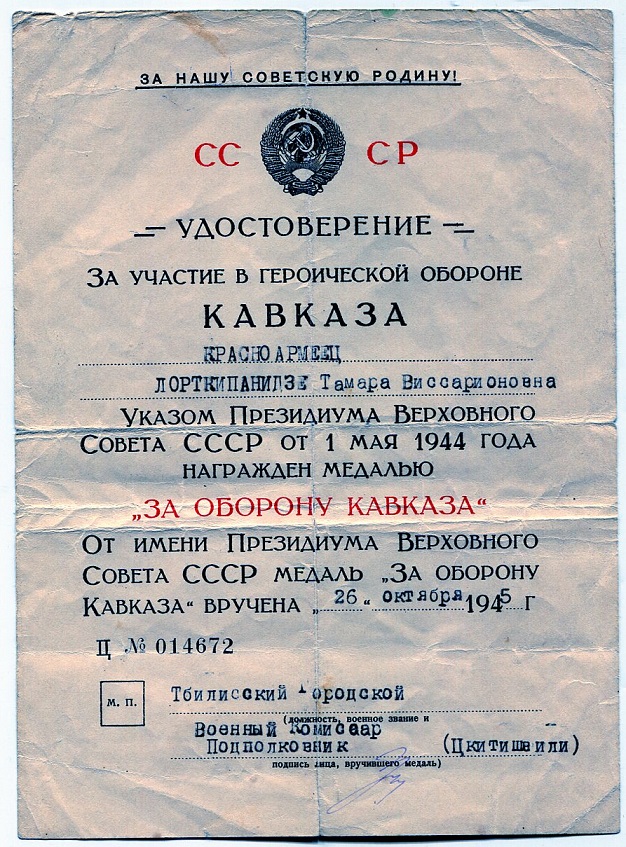 ЗА НАШУ СОВЕТСКУЮ РОДИНУ!
СССР
УДОСТОВЕРЕНИЕ
ЗА УЧАСТИЕ В ГЕРОИЧЕСКОЙ ОБОРОНЕ
КАВКАЗА
КРАСНОАРМЕЕЦ
ЛОРТКИПАНИДЗЕ Тамара Виссарионовна
УКАЗОМ ПРЕЗИДИУМА ВЕРХОВНОГО
СОВЕТА СССР ОТ 1 МАЯ 1944 ГОДА
НАГРАЖДЕН МЕДАЛЬЮ
„ЗА ОБОРОНУ КАВКАЗА“
ОТ ИМЕНИ ПРЕЗИДИУМА ВЕРХОВНОГО
СОВЕТА СССР МЕДАЛЬ „ЗА ОБОРОНУ
КАВКАЗА“ ВРУЧЕНА „26“ октября 1945 г
Ц № 014672
М. П.
Тбилисский Городской
(должность, военное звание и
Военный Комиссар
Подполковник (Цкитишвили)
подпись лица, вручившего медаль)